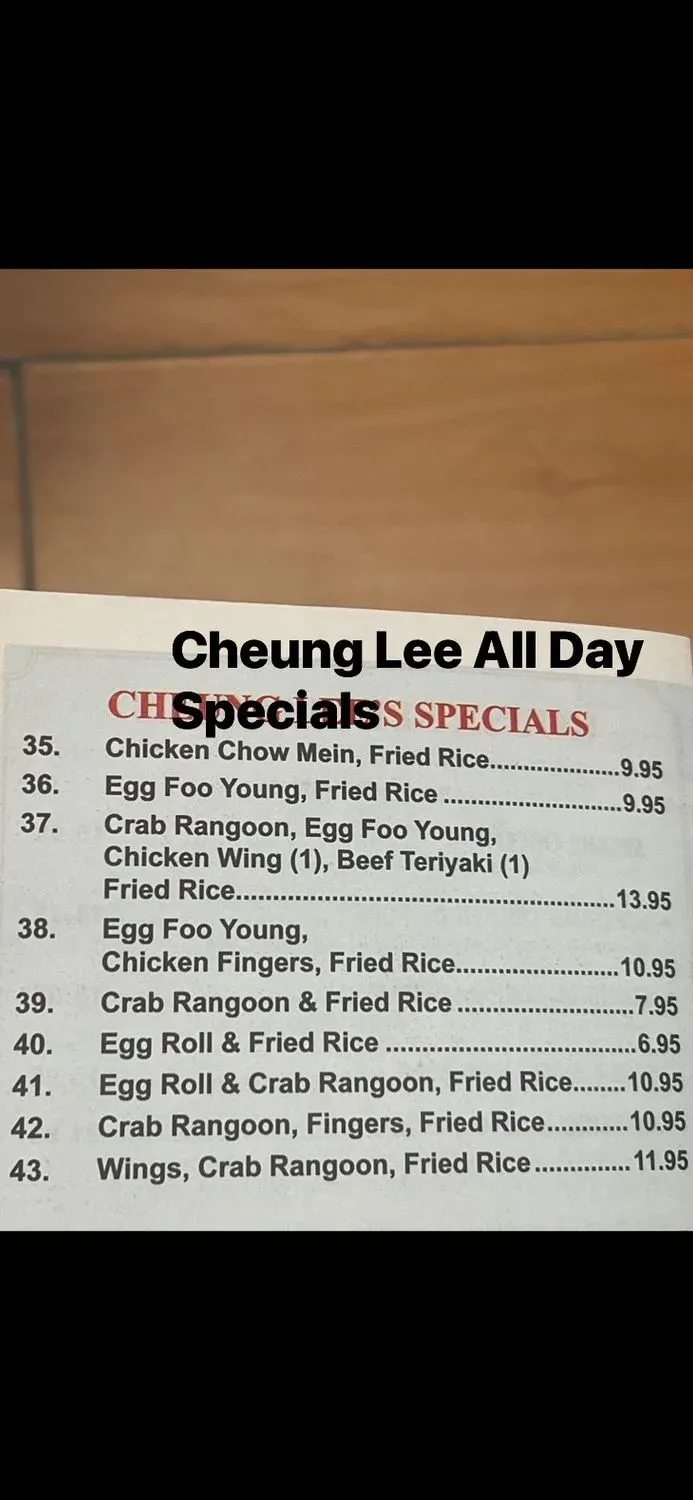 Cheung Lee All Day
Specials
CHEUNG LEE'S SPECIALS
35. Chicken Chow Mein, Fried Rice....................9.95
36. Egg Foo Young, Fried Rice ...........................9.95
37. Crab Rangoon, Egg Foo Young,
Chicken Wing (1), Beef Teriyaki (1)
Fried Rice.........................................................13.95
38. Egg Foo Young,
Chicken Fingers, Fried Rice.........................10.95
39. Crab Rangoon & Fried Rice ...........................7.95
40. Egg Roll & Fried Rice ......................................6.95
41. Egg Roll & Crab Rangoon, Fried Rice........10.95
42. Crab Rangoon, Fingers, Fried Rice............10.95
43. Wings, Crab Rangoon, Fried Rice..............11.95